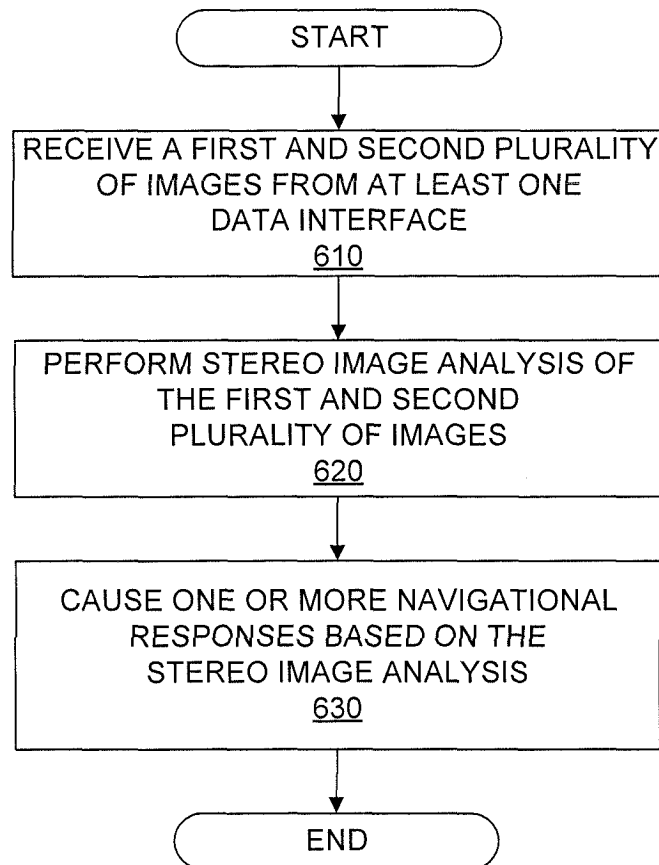 START
RECEIVE A FIRST AND SECOND PLURALITY
OF IMAGES FROM AT LEAST ONE
DATA INTERFACE
610
PERFORM STEREO IMAGE ANALYSIS OF
THE FIRST AND SECOND
PLURALITY OF IMAGES
620
CAUSE ONE OR MORE NAVIGATIONAL
RESPONSES BASED ON THE
STEREO IMAGE ANALYSIS
630
END